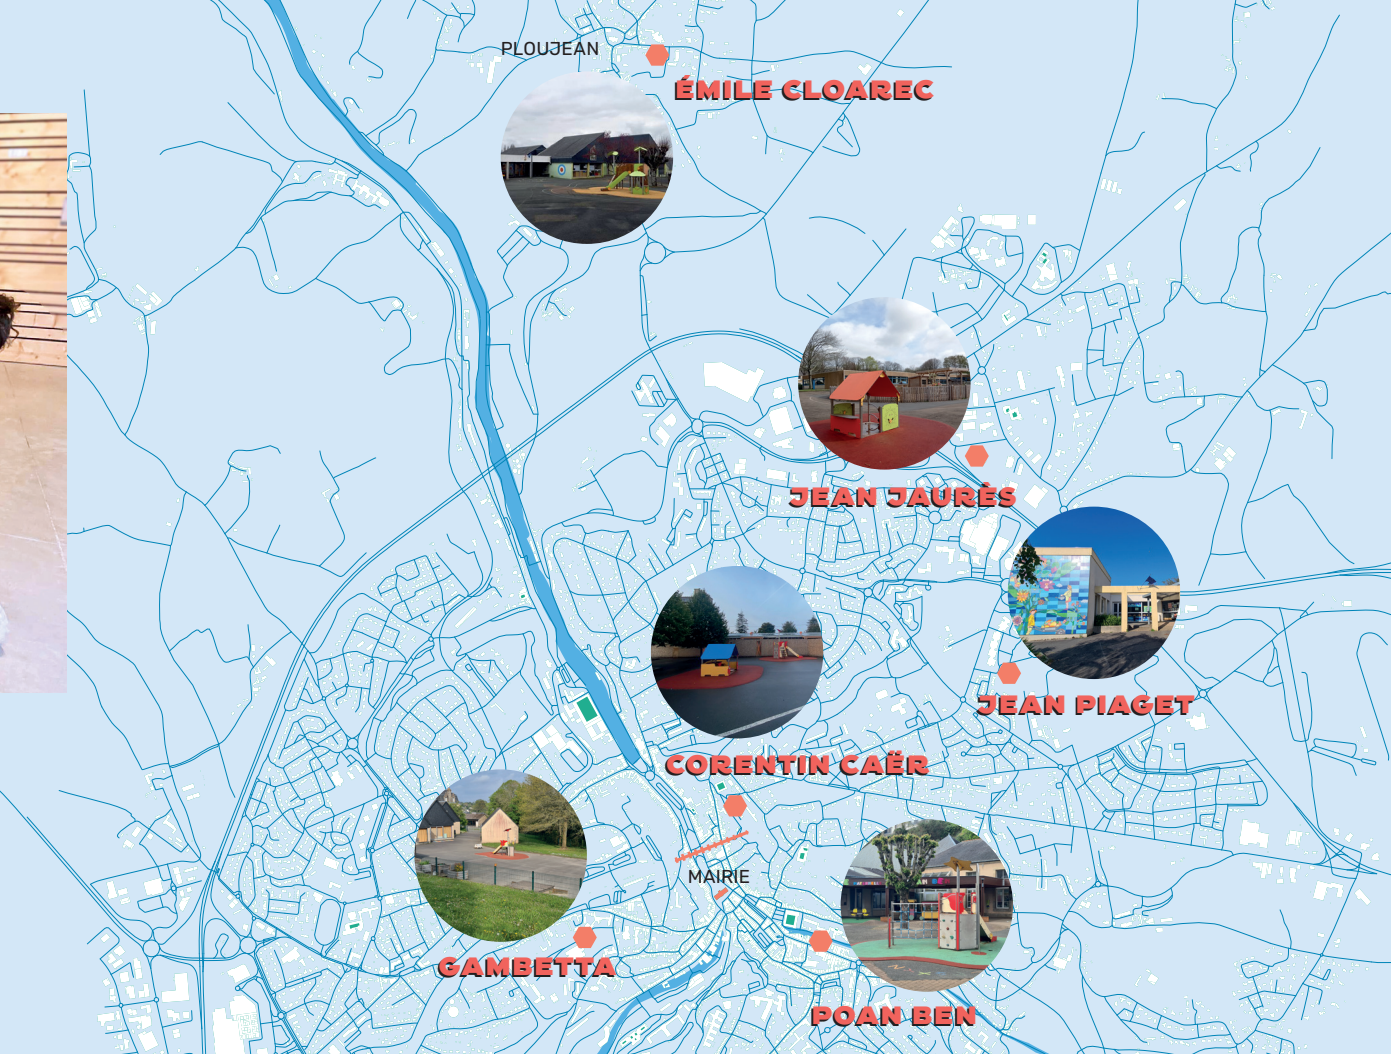 PLOUJEAN
ÉMILE CLOAREC
JEAN JAURÈS
JEAN PIAGET
CORENTIN CAËR
MAIRIE
GAMBETTA
POAN BEN